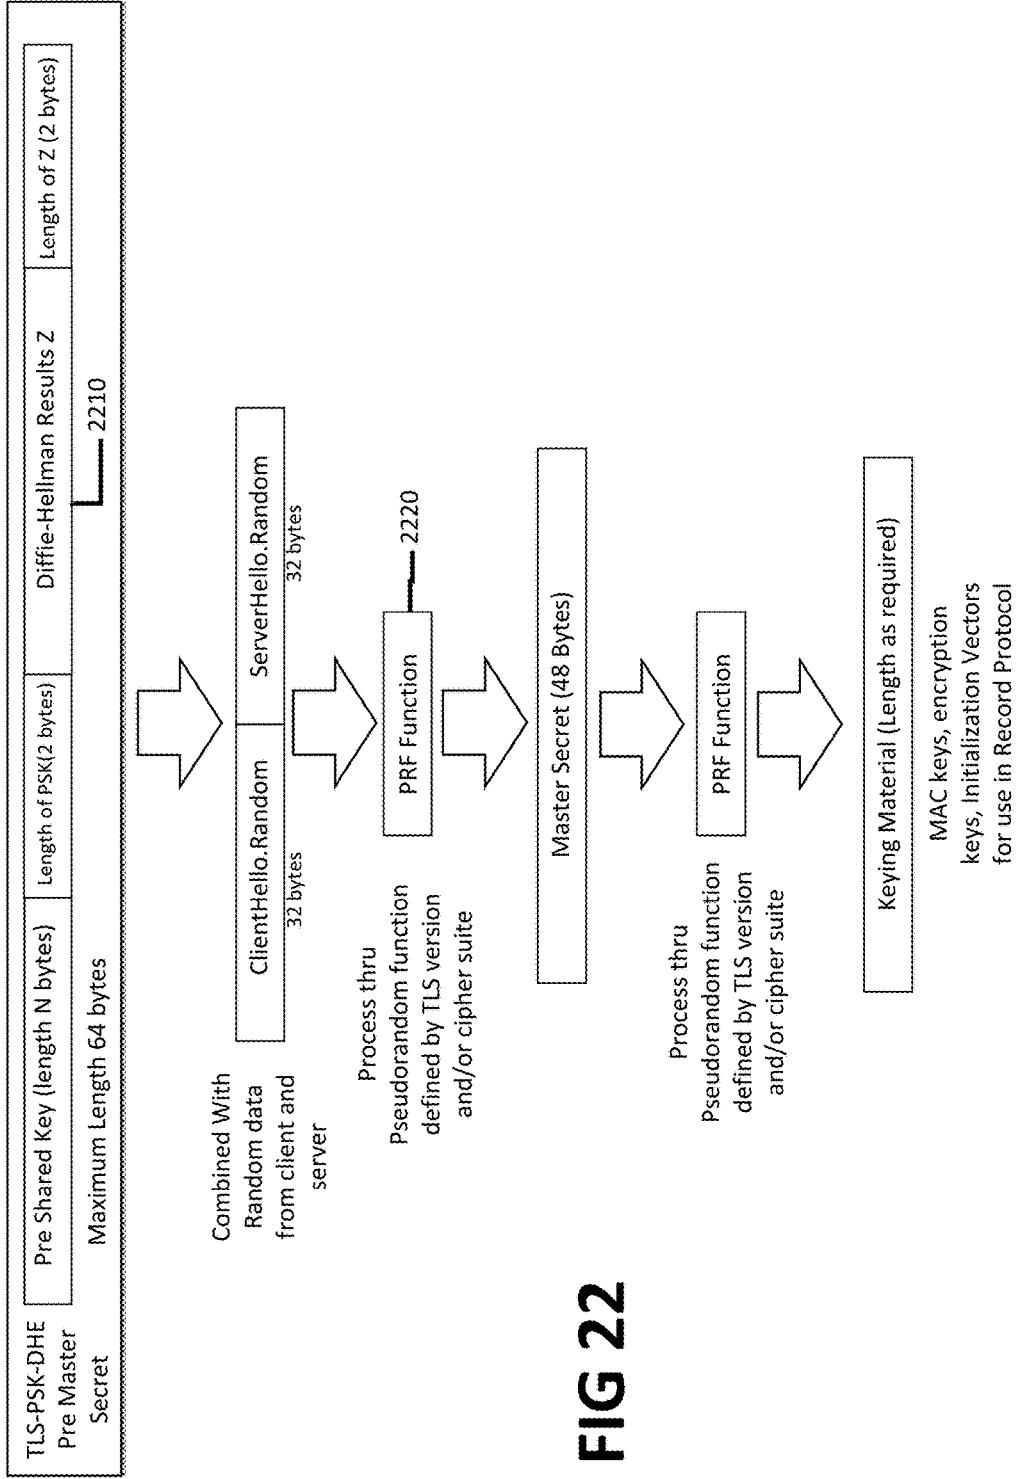 TLS-PSK-DHE
Pre Master
Secret
Pre Shared Key (length N bytes)
Length of PSK(2 bytes)
Diffie-Hellman Results Z
Length of Z (2 bytes)
Maximum Length 64 bytes
2210
Combined With
Random data
from client and
server
ClientHello.Random
ServerHello.Random
32 bytes
32 bytes
Process thru
Pseudorandom function
defined by TLS version
and/or cipher suite
PRF Function
2220
Master Secret (48 Bytes)
Process thru
Pseudorandom function
defined by TLS version
and/or cipher suite
PRF Function
Keying Material (Length as required)
MAC keys, encryption
keys, Initialization Vectors
for use in Record Protocol
FIG 22